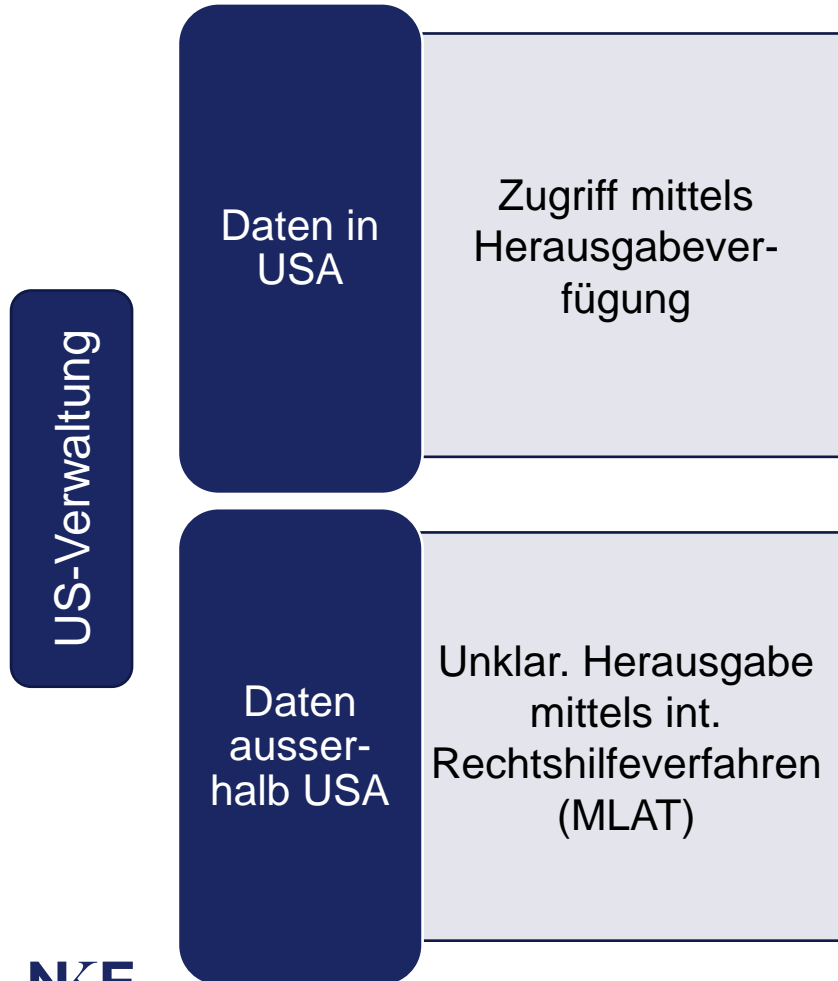 US-Verwaltung
Daten in
USA
Zugriff mittels
Herausgabever-
fügung
Daten
ausser-
halb USA
Unklar. Herausgabe
mittels int.
Rechtshilfeverfahren
(MLAT)